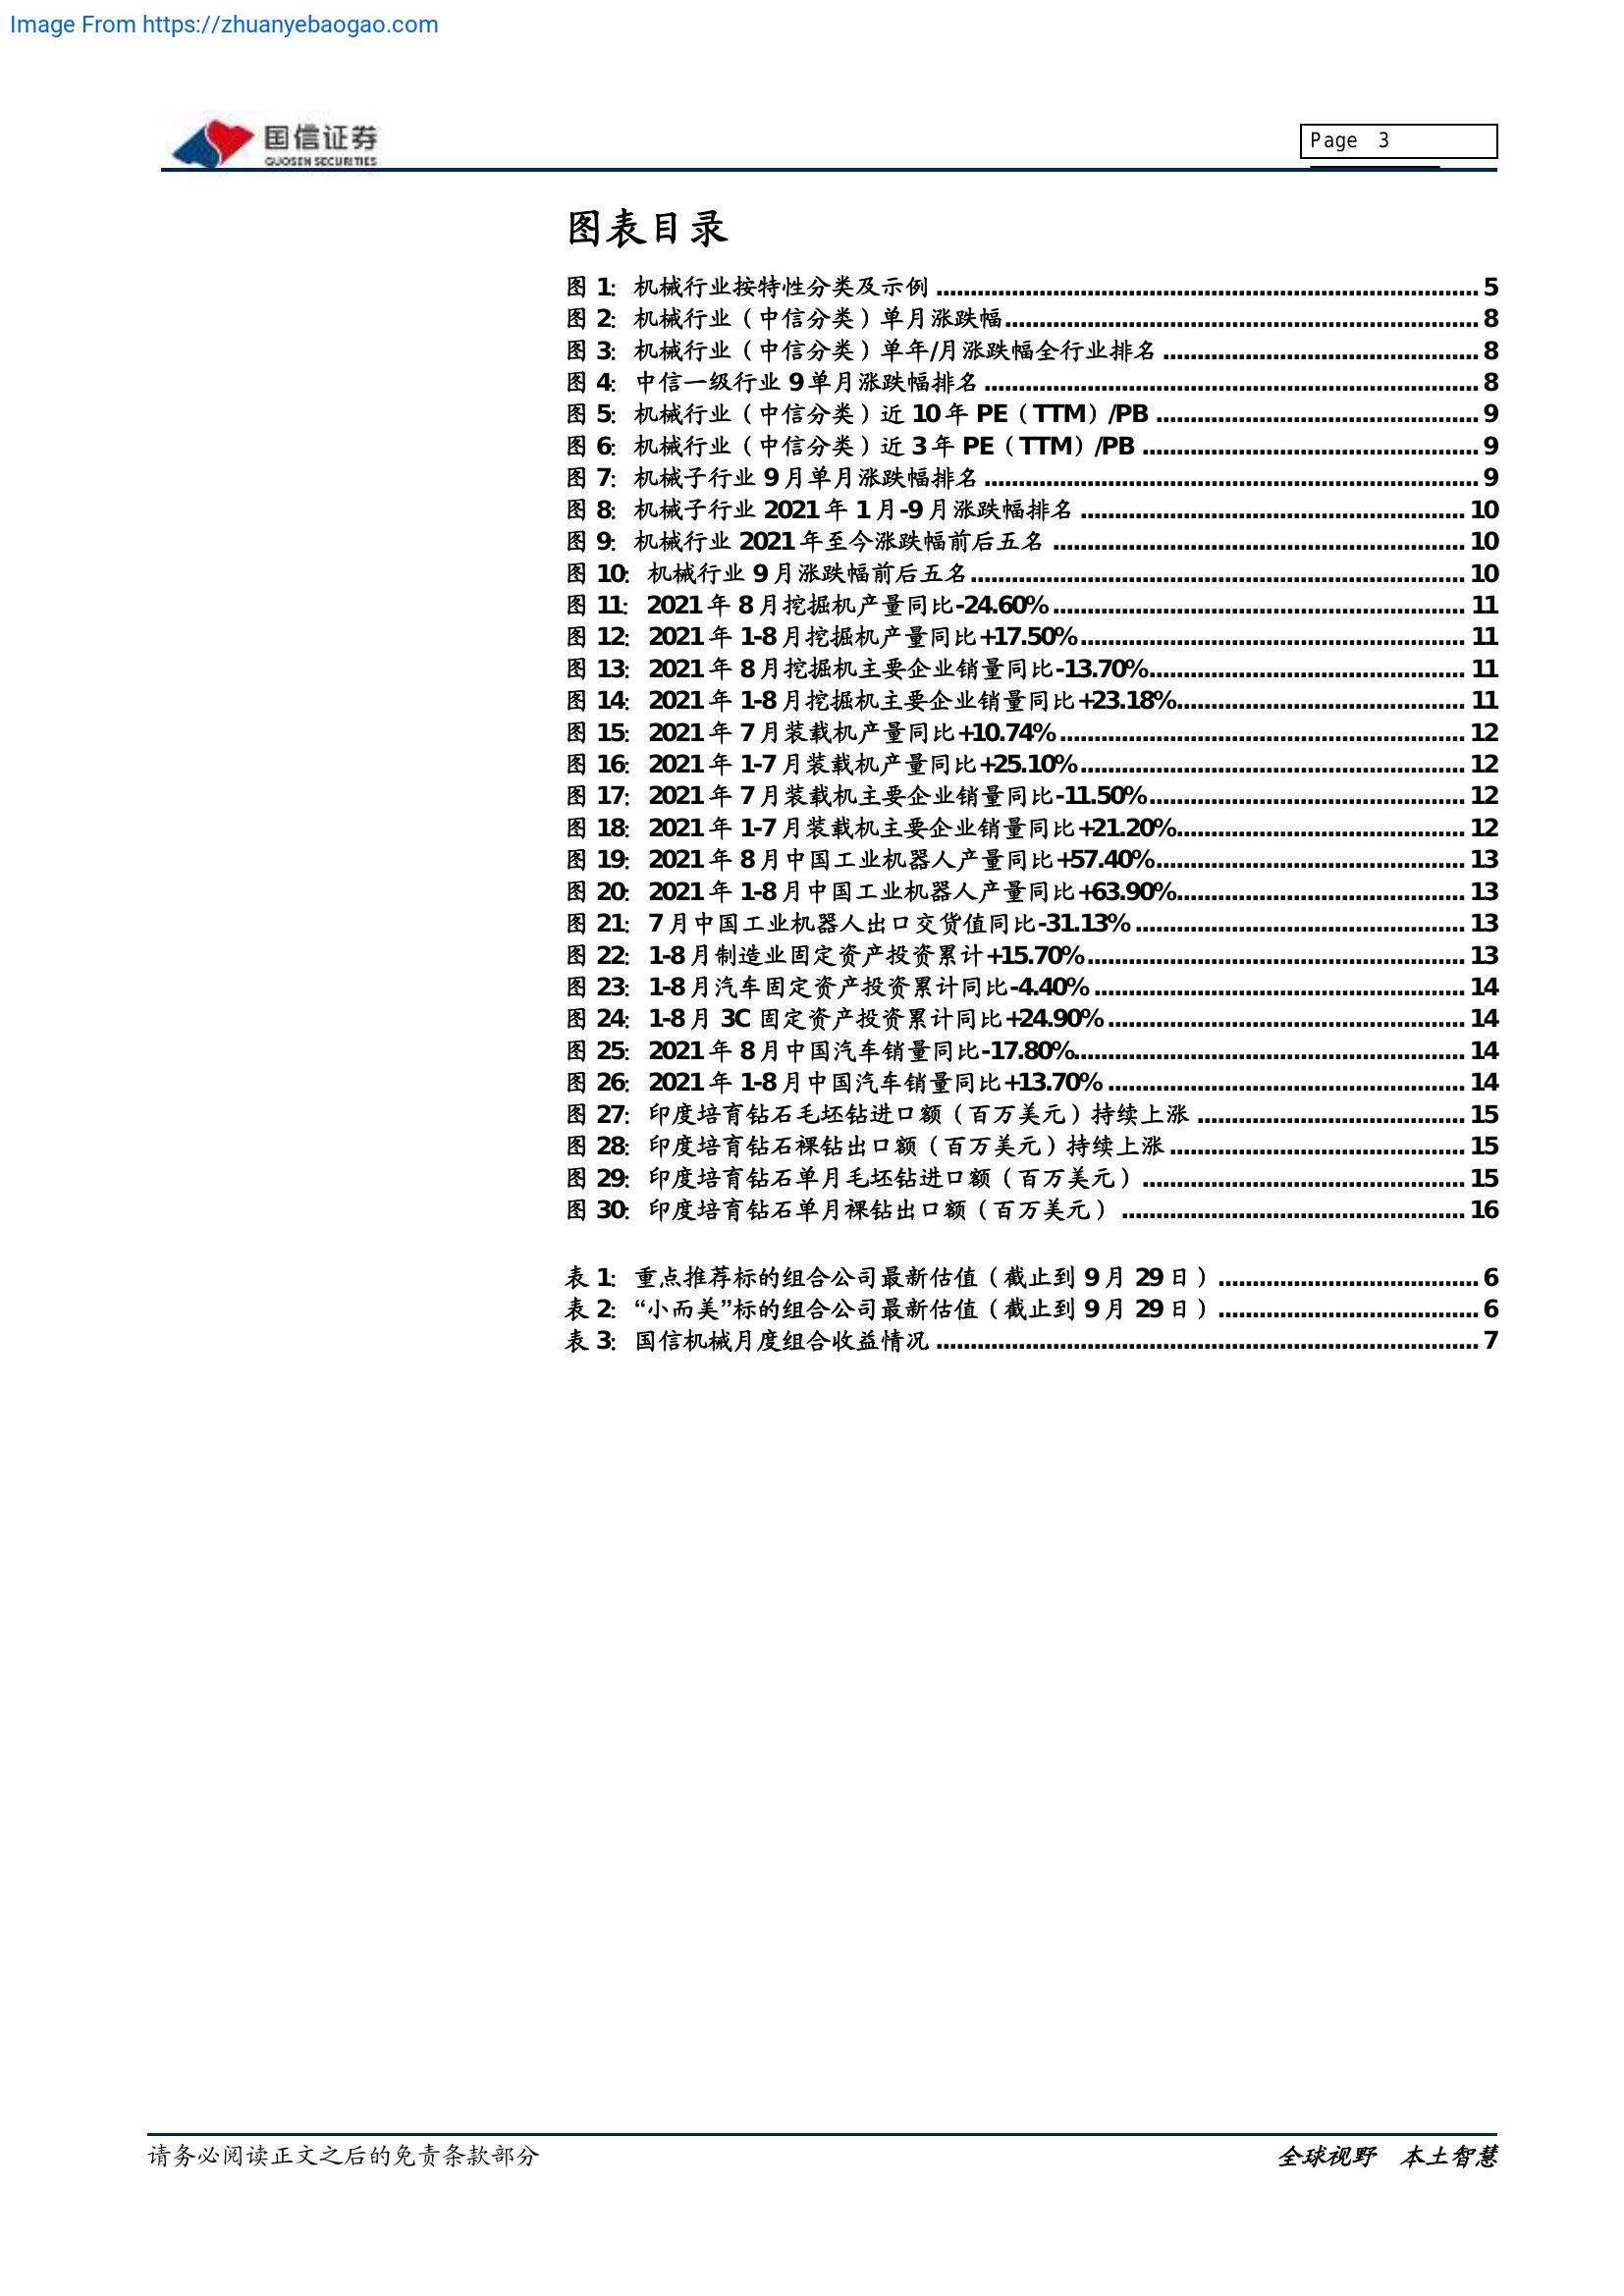 Image From https://zhuanyebaogao.com
国信证券
GUOSEN SECURITIES
Page 3
图表目录
图 1: 机械行业按特性分类及示例 ........ 5
图 2: 机械行业（中信分类）单月涨跌幅 ........ 8
图 3: 机械行业（中信分类）单年/月涨跌幅全行业排名 ........ 8
图 4: 中信一级行业 9 单月涨跌幅排名 ........ 8
图 5: 机械行业（中信分类）近 10 年 PE（TTM）/PB ........ 9
图 6: 机械行业（中信分类）近 3 年 PE（TTM）/PB ........ 9
图 7: 机械子行业 9 月单月涨跌幅排名 ........ 9
图 8: 机械子行业 2021 年 1 月-9 月涨跌幅排名 ........ 10
图 9: 机械行业 2021 年至今涨跌幅前后五名 ........ 10
图 10: 机械行业 9 月涨跌幅前后五名 ........ 10
图 11: 2021 年 8 月挖掘机产量同比-24.60% ........ 11
图 12: 2021 年 1-8 月挖掘机产量同比+17.50% ........ 11
图 13: 2021 年 8 月挖掘机主要企业销量同比-13.70% ........ 11
图 14: 2021 年 1-8 月挖掘机主要企业销量同比+23.18% ........ 11
图 15: 2021 年 7 月装载机产量同比+10.74% ........ 12
图 16: 2021 年 1-7 月装载机产量同比+25.10% ........ 12
图 17: 2021 年 7 月装载机主要企业销量同比-11.50% ........ 12
图 18: 2021 年 1-7 月装载机主要企业销量同比+21.20% ........ 12
图 19: 2021 年 8 月中国工业机器人产量同比+57.40% ........ 13
图 20: 2021 年 1-8 月中国工业机器人产量同比+63.90% ........ 13
图 21: 7 月中国工业机器人出口交货值同比-31.13% ........ 13
图 22: 1-8 月制造业固定资产投资累计+15.70% ........ 13
图 23: 1-8 月汽车固定资产投资累计同比-4.40% ........ 14
图 24: 1-8 月 3C 固定资产投资累计同比+24.90% ........ 14
图 25: 2021 年 8 月中国汽车销量同比-17.80% ........ 14
图 26: 2021 年 1-8 月中国汽车销量同比+13.70% ........ 14
图 27: 印度培育钻石毛坯钻进口额（百万美元）持续上涨 ........ 15
图 28: 印度培育钻石裸钻出口额（百万美元）持续上涨 ........ 15
图 29: 印度培育钻石单月毛坯钻进口额（百万美元） ........ 15
图 30: 印度培育钻石单月裸钻出口额（百万美元） ........ 16
表 1: 重点推荐标的组合公司最新估值（截止到 9 月 29 日） ........ 6
表 2: “小而美”标的组合公司最新估值（截止到 9 月 29 日） ........ 6
表 3: 国信机械月度组合收益情况 ........ 7
请务必阅读正文之后的免责条款部分
全球视野 本土智慧